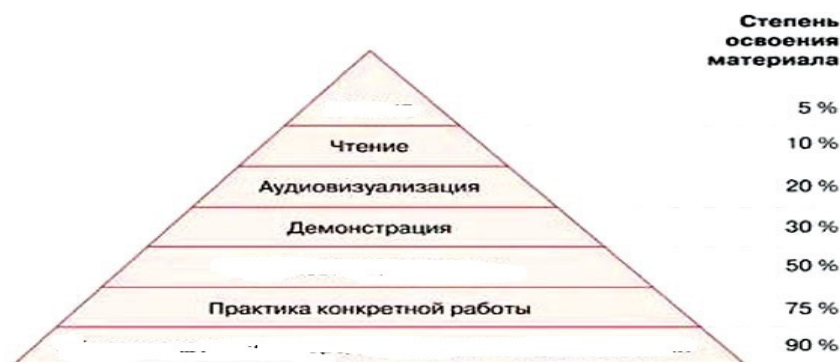 Степень
освоения
материала
5 %
Чтение 10 %
Аудиовизуализация 20 %
Демонстрация 30 %
50 %
Практика конкретной работы 75 %
90 %